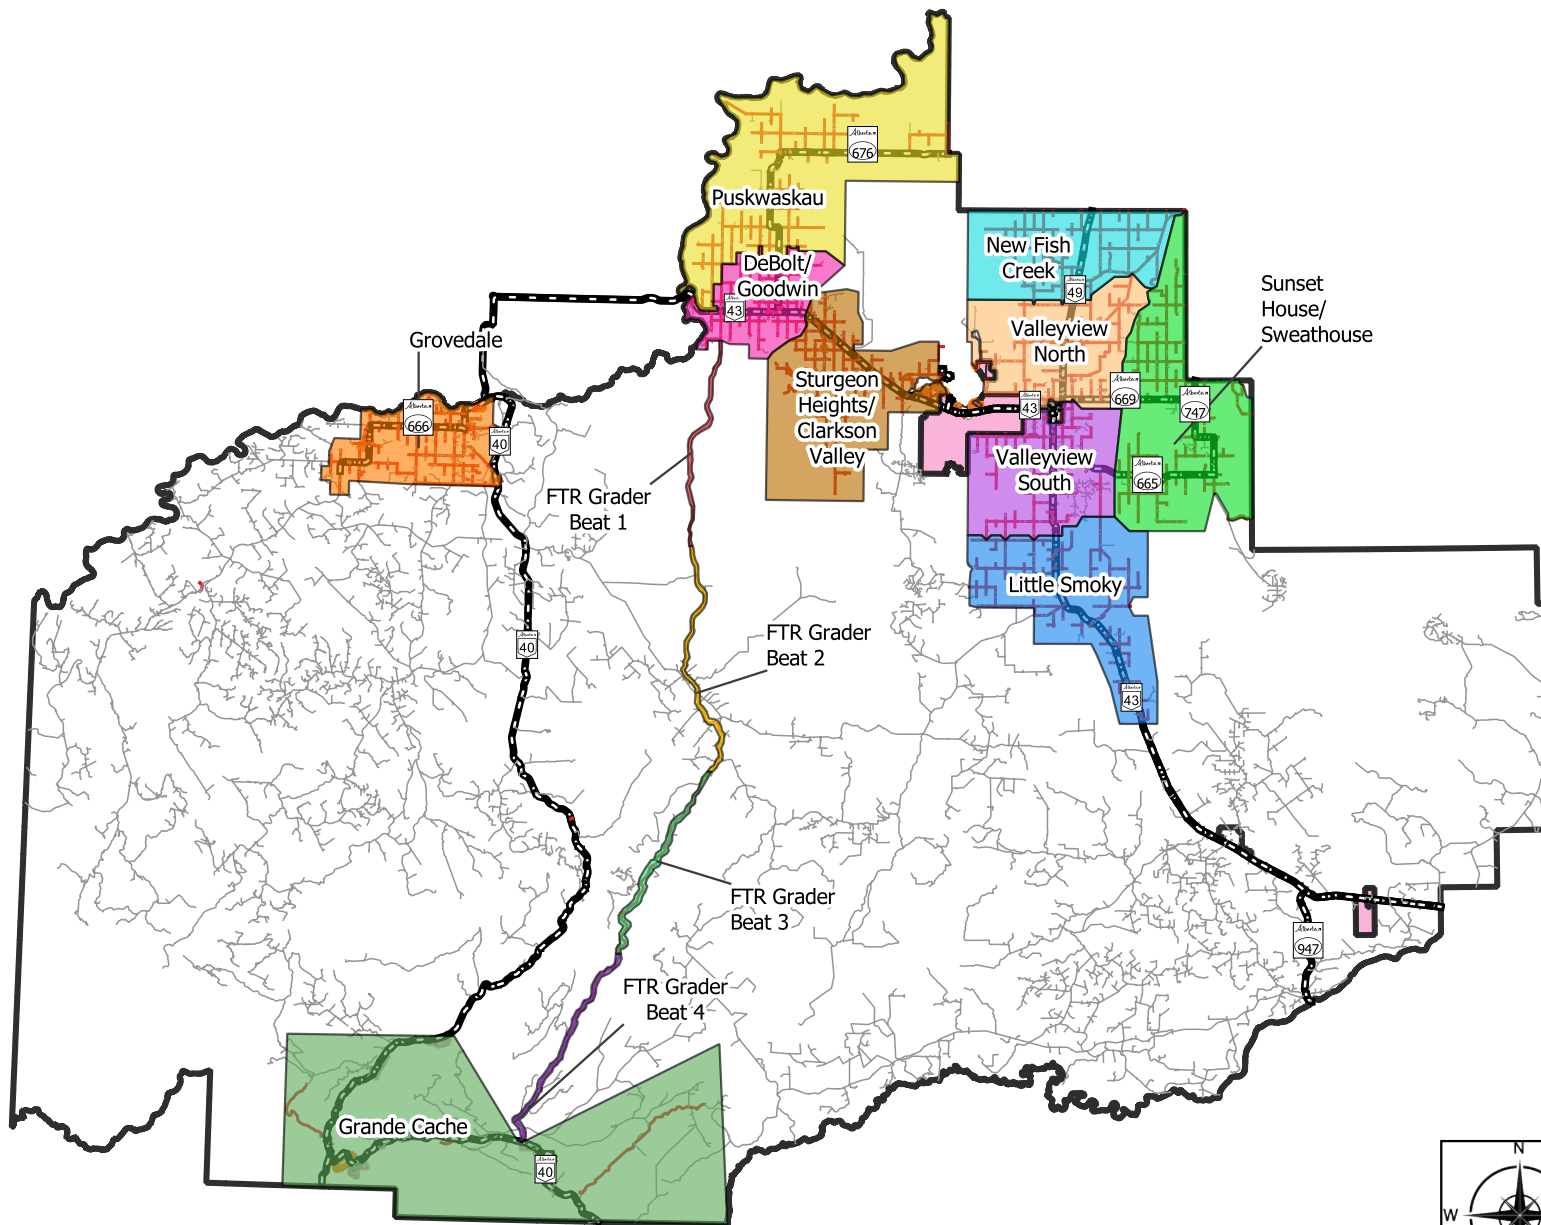 676
Puskwaskau
DeBolt/
Goodwin
43
New Fish
Creek
49
Sunset
House/
Sweathouse
Valleyview
North
Grovedale
666
40
Sturgeon
Heights/
Clarkson
Valley
43
669
747
Valleyview
South
665
FTR Grader
Beat 1
Little Smoky
40
FTR Grader
Beat 2
43
FTR Grader
Beat 3
947
FTR Grader
Beat 4
Grande Cache
40
N
W